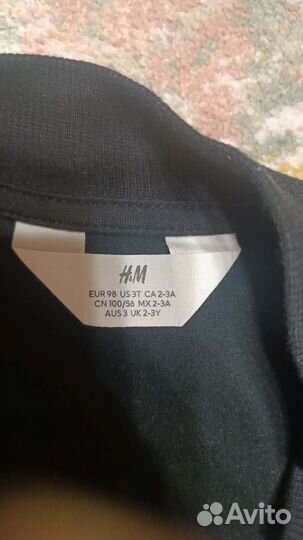 H&M
EUR 98 US 3T CA 2-3A
CN 100/56 MX 2-3A
AUS 3 UK 2-3Y
Avito